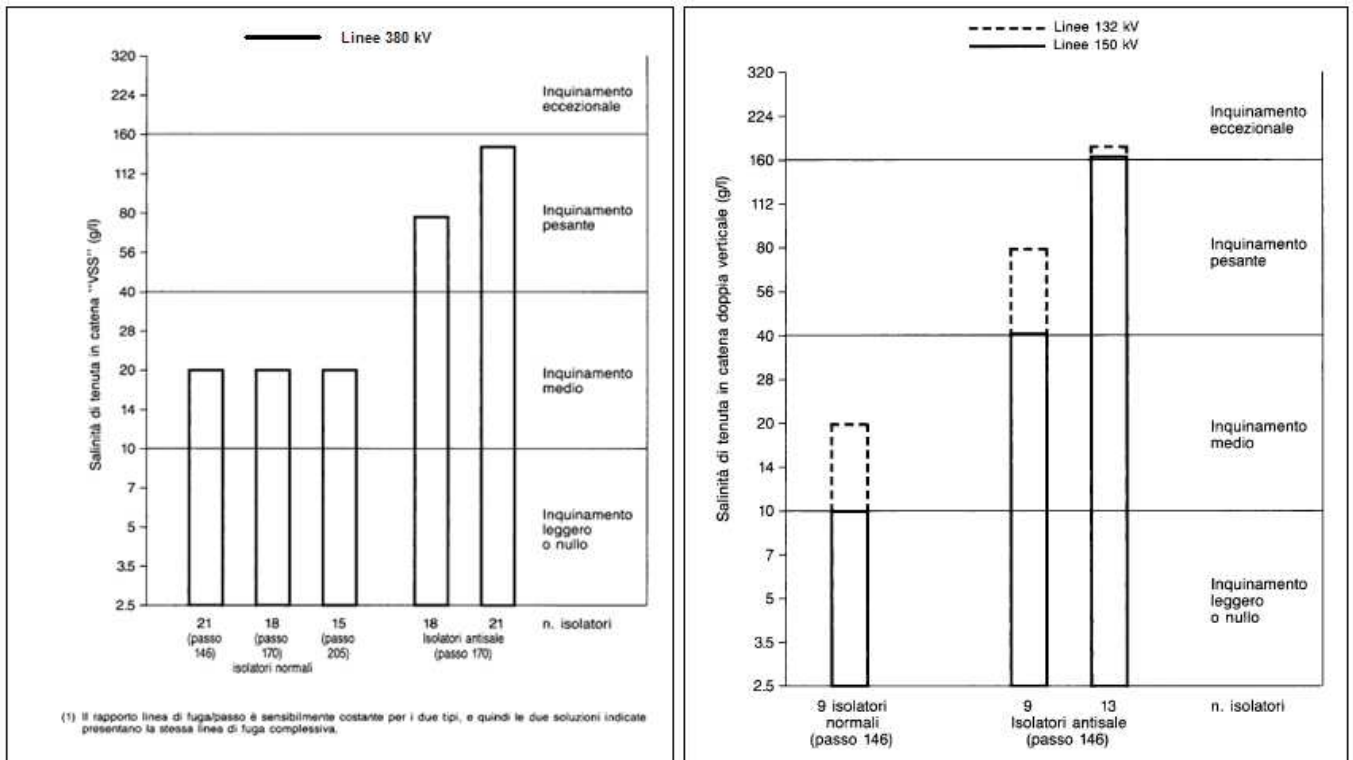 Linee 380 kV
Salinità di tenuta in catena "VSS" (g/l)
320
224
160
112
80
56
40
28
20
14
10
7
5
3.5
2.5
Inquinamento
eccezionale
Inquinamento
pesante
Inquinamento
medio
Inquinamento
leggero
o nullo
21
(passo
146)
18
(passo
170)
15
(passo
205)
isolatori normali
18
21
Isolatori antisale
(passo 170)
n. isolatori
(1) Il rapporto linea di fuga/passo è sensibilmente costante per i due tipi, e quindi le due soluzioni indicate
presentano la stessa linea di fuga complessiva.
Linee 132 kV
Linee 150 kV
Salinità di tenuta in catena doppia verticale (g/l)
320
224
160
112
80
56
40
28
20
14
10
7
5
3.5
2.5
Inquinamento
eccezionale
Inquinamento
pesante
Inquinamento
medio
Inquinamento
leggero
o nullo
9 isolatori
normali
(passo 146)
9
13
Isolatori antisale
(passo 146)
n. isolatori